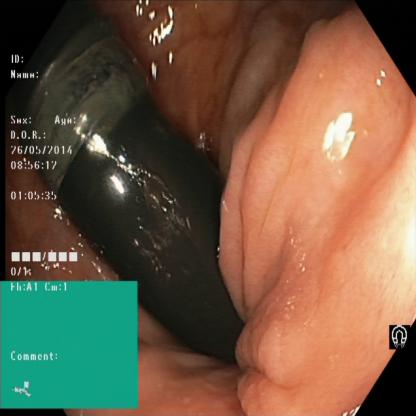 ID:
Name:
Sex: Age:
D.O.B.:
26/05/2014
08:56:17
01:05:35
■■■/■■■
0/1
Eh:A1 Cm:1
Comment: